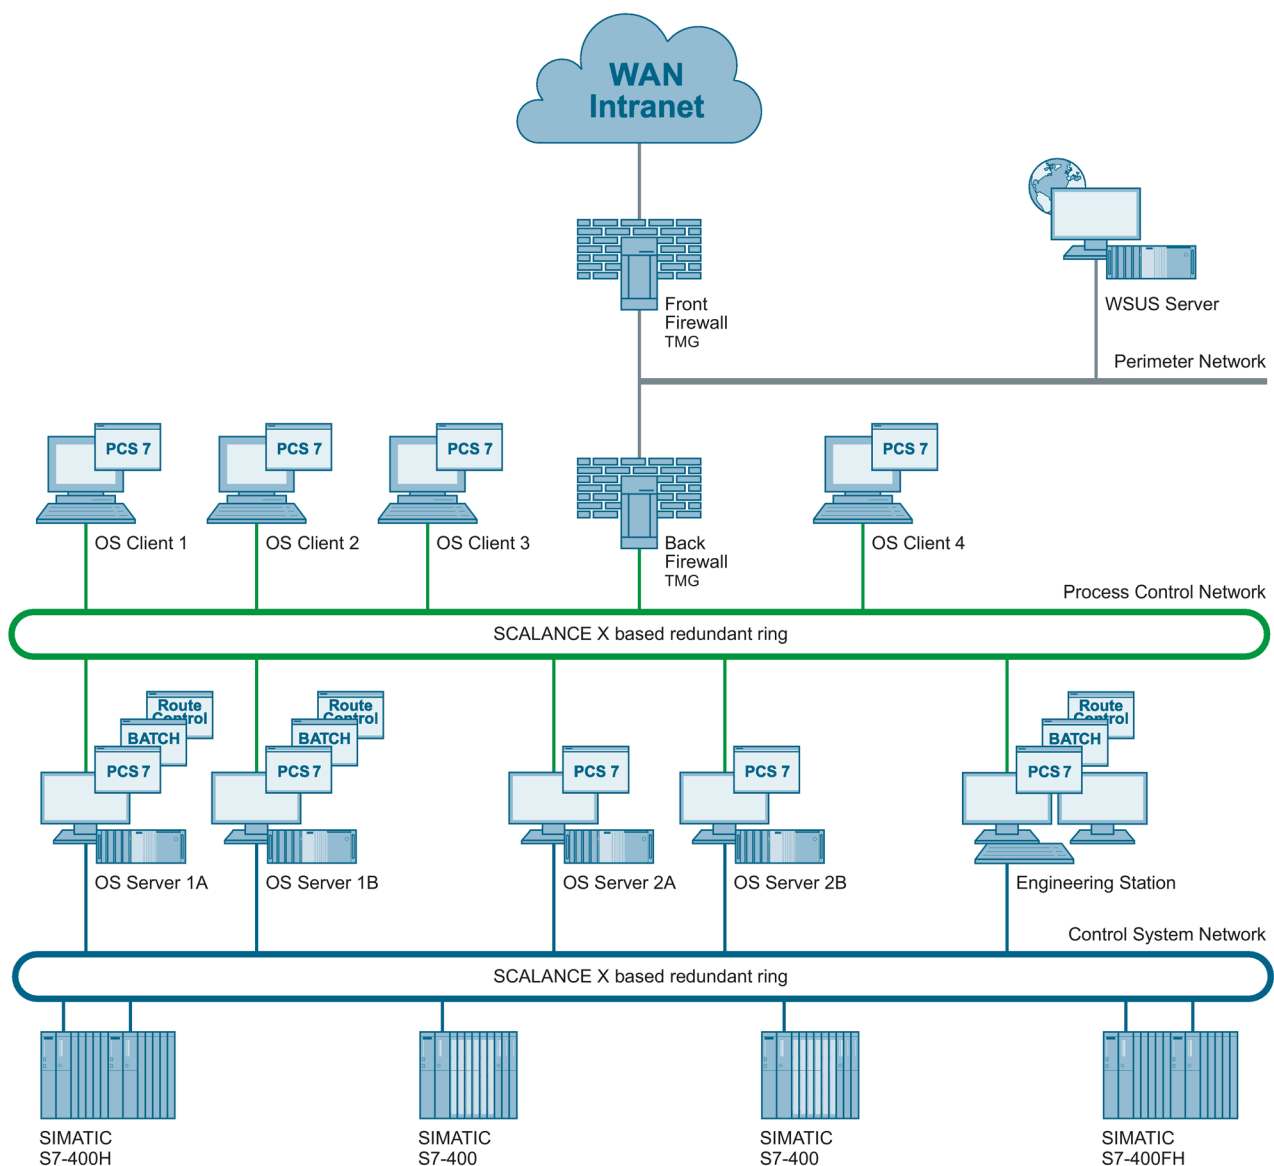 WAN
Intranet
Front
Firewall
TMG
WSUS Server
Perimeter Network
PCS 7
PCS 7
PCS 7
PCS 7
OS Client 1
OS Client 2
OS Client 3
Back
Firewall
TMG
OS Client 4
Process Control Network
SCALANCE X based redundant ring
Route
Control
BATCH
PCS 7
Route
Control
BATCH
PCS 7
PCS 7
PCS 7
Route
Control
BATCH
PCS 7
OS Server 1A
OS Server 1B
OS Server 2A
OS Server 2B
Engineering Station
Control System Network
SCALANCE X based redundant ring
SIMATIC
S7-400H
SIMATIC
S7-400
SIMATIC
S7-400
SIMATIC
S7-400FH